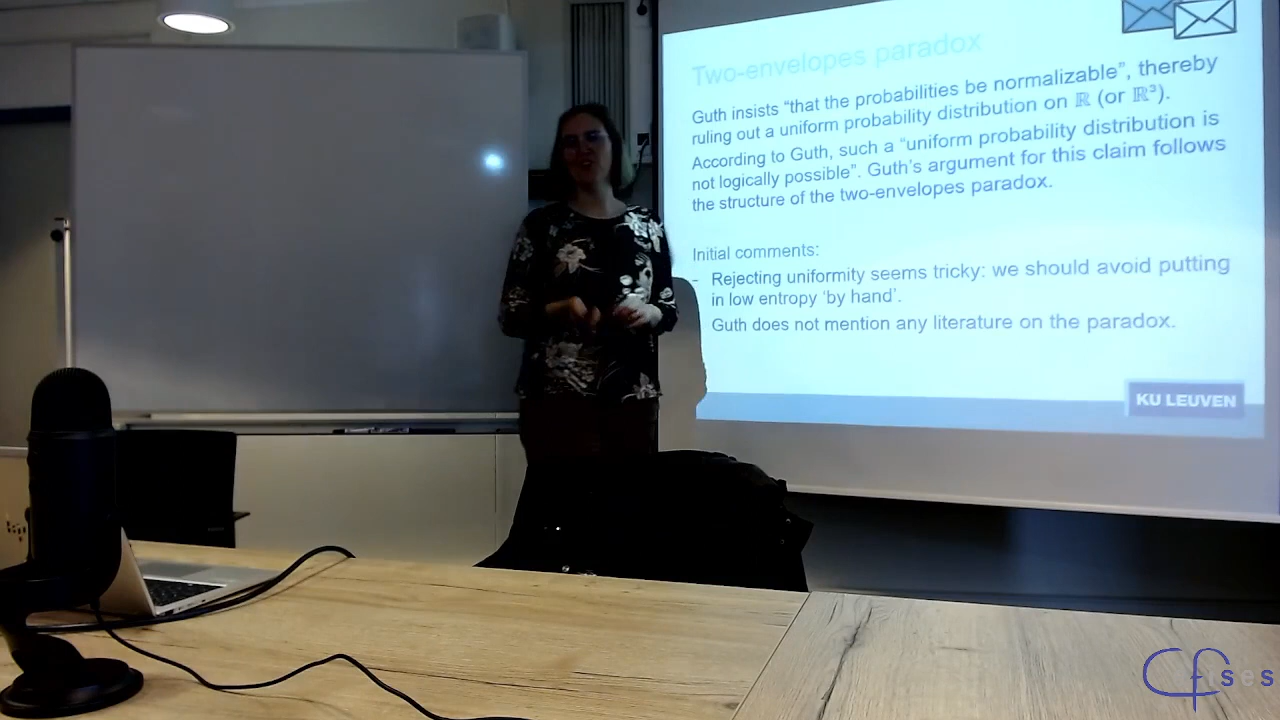 Two-envelopes paradox
Guth insists “that the probabilities be normalizable”, thereby
ruling out a uniform probability distribution on ℝ (or ℝ³).
According to Guth, such a “uniform probability distribution is
not logically possible”. Guth’s argument for this claim follows
the structure of the two-envelopes paradox.
Initial comments:
- Rejecting uniformity seems tricky: we should avoid putting
in low entropy ‘by hand’.
Guth does not mention any literature on the paradox.
KU LEUVEN
Cfses